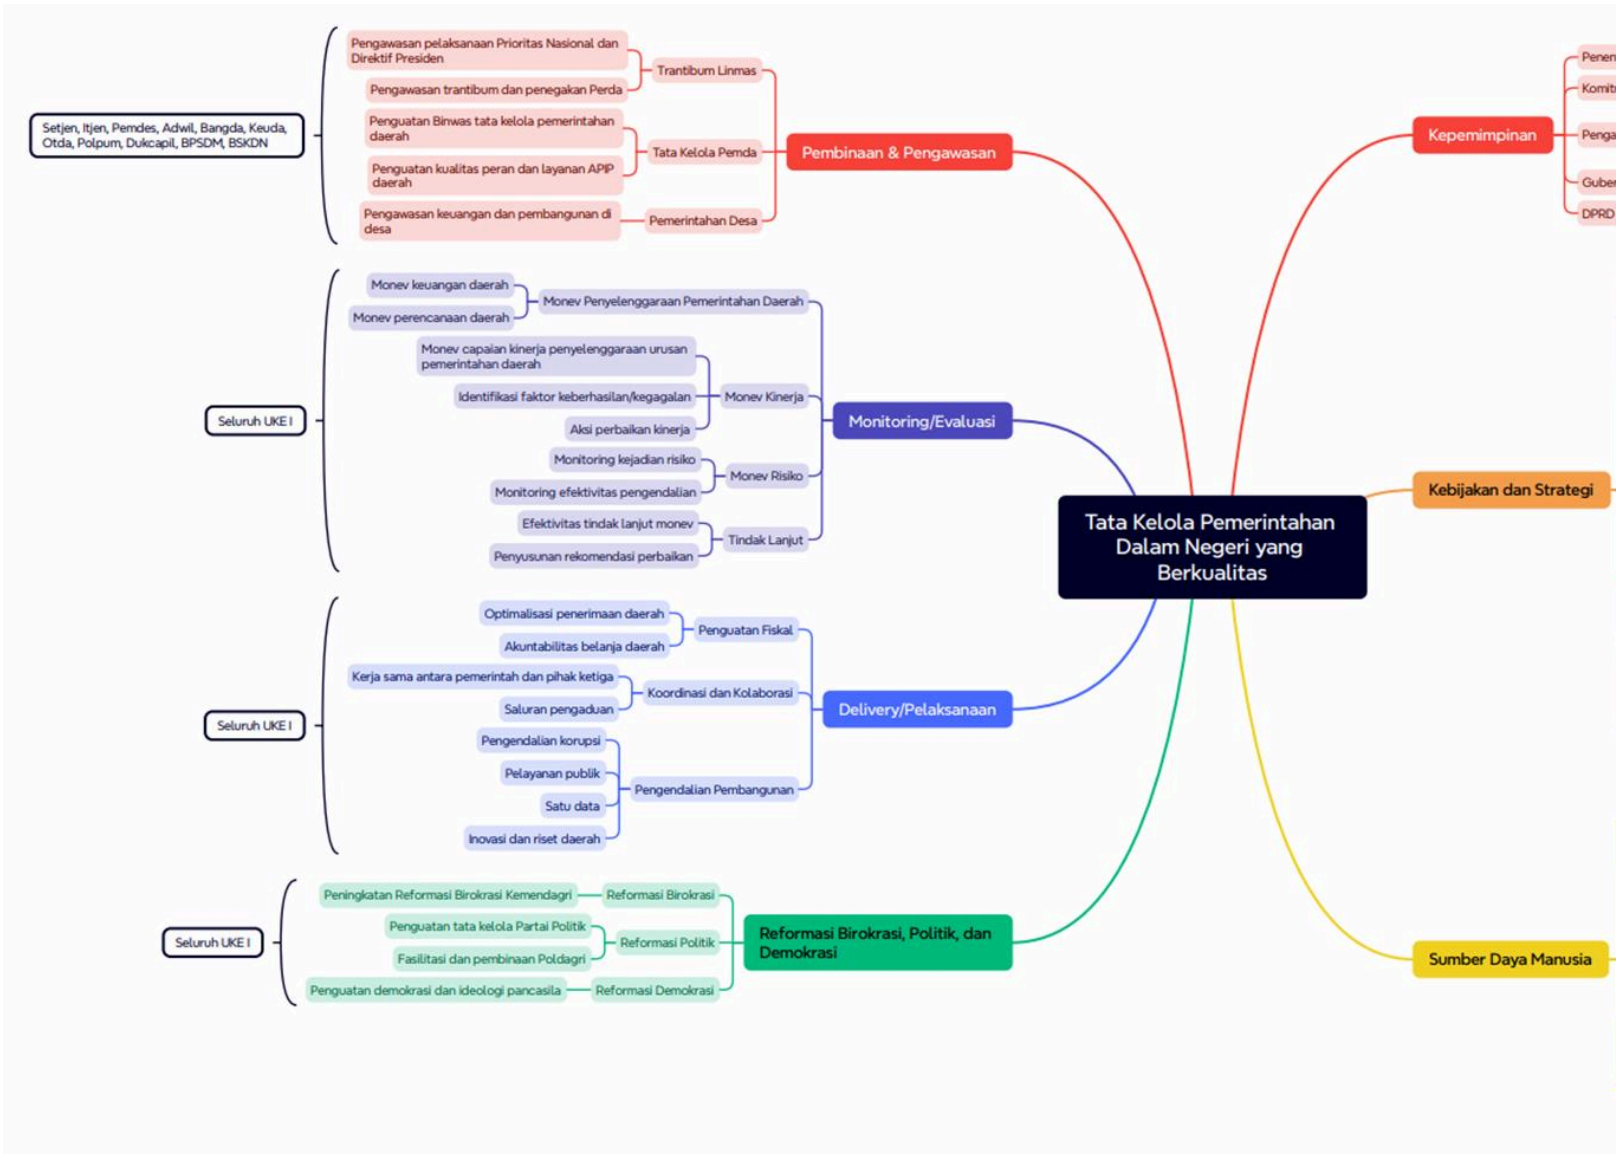 Pengawasan pelaksanaan Prioritas Nasional dan
Direktif Presiden
Trantibum Linmas
Pengawasan trantibum dan penegakan Perda
Setjen, Itjen, Pemdes, Adwil, Bangda, Keuda,
Otda, Polpum, Dukcapil, BPSDM, BSKDN
Penguatan Binwas tata kelola pemerintahan
daerah
Tata Kelola Pemda
Pembinaan & Pengawasan
Penguatan kualitas peran dan layanan APIP
daerah
Pengawasan keuangan dan pembangunan di
desa
Pemerintahan Desa
Monev keuangan daerah
Monev Penyelenggaraan Pemerintahan Daerah
Monev perencanaan daerah
Monev capaian kinerja penyelenggaraan urusan
pemerintahan daerah
Identifikasi faktor keberhasilan/kegagalan
Monev Kinerja
Aksi perbaikan kinerja
Seluruh UKE I
Monitoring/Evaluasi
Monitoring kejadian risiko
Monev Risiko
Monitoring efektivitas pengendalian
Efektivitas tindak lanjut monev
Tindak Lanjut
Penyusunan rekomendasi perbaikan
Optimalisasi penerimaan daerah
Penguatan Fiskal
Akuntabilitas belanja daerah
Kerja sama antara pemerintah dan pihak ketiga
Koordinasi dan Kolaborasi
Saluran pengaduan
Seluruh UKE I
Delivery/Pelaksanaan
Pengendalian korupsi
Pelayanan publik
Pengendalian Pembangunan
Satu data
Inovasi dan riset daerah
Peningkatan Reformasi Birokrasi Kemendagri
Reformasi Birokrasi
Penguatan tata kelola Partai Politik
Reformasi Politik
Fasilitasi dan pembinaan Poldagri
Seluruh UKE I
Reformasi Birokrasi, Politik, dan
Demokrasi
Penguatan demokrasi dan ideologi pancasila
Reformasi Demokrasi
Tata Kelola Pemerintahan
Dalam Negeri yang
Berkualitas
Kepemimpinan
DPRD
Kebijakan dan Strategi
Sumber Daya Manusia